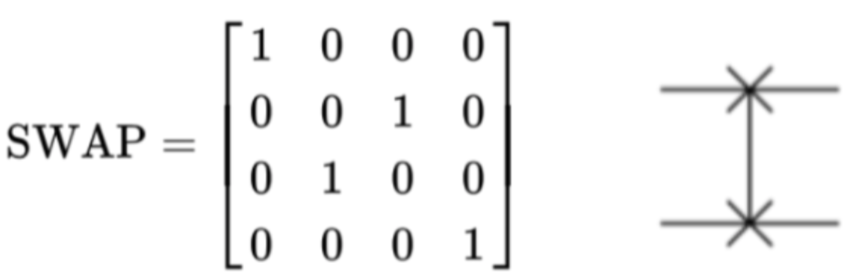 1 0 0 0
0 0 1 0
SWAP =
0 1 0 0
0 0 0 1